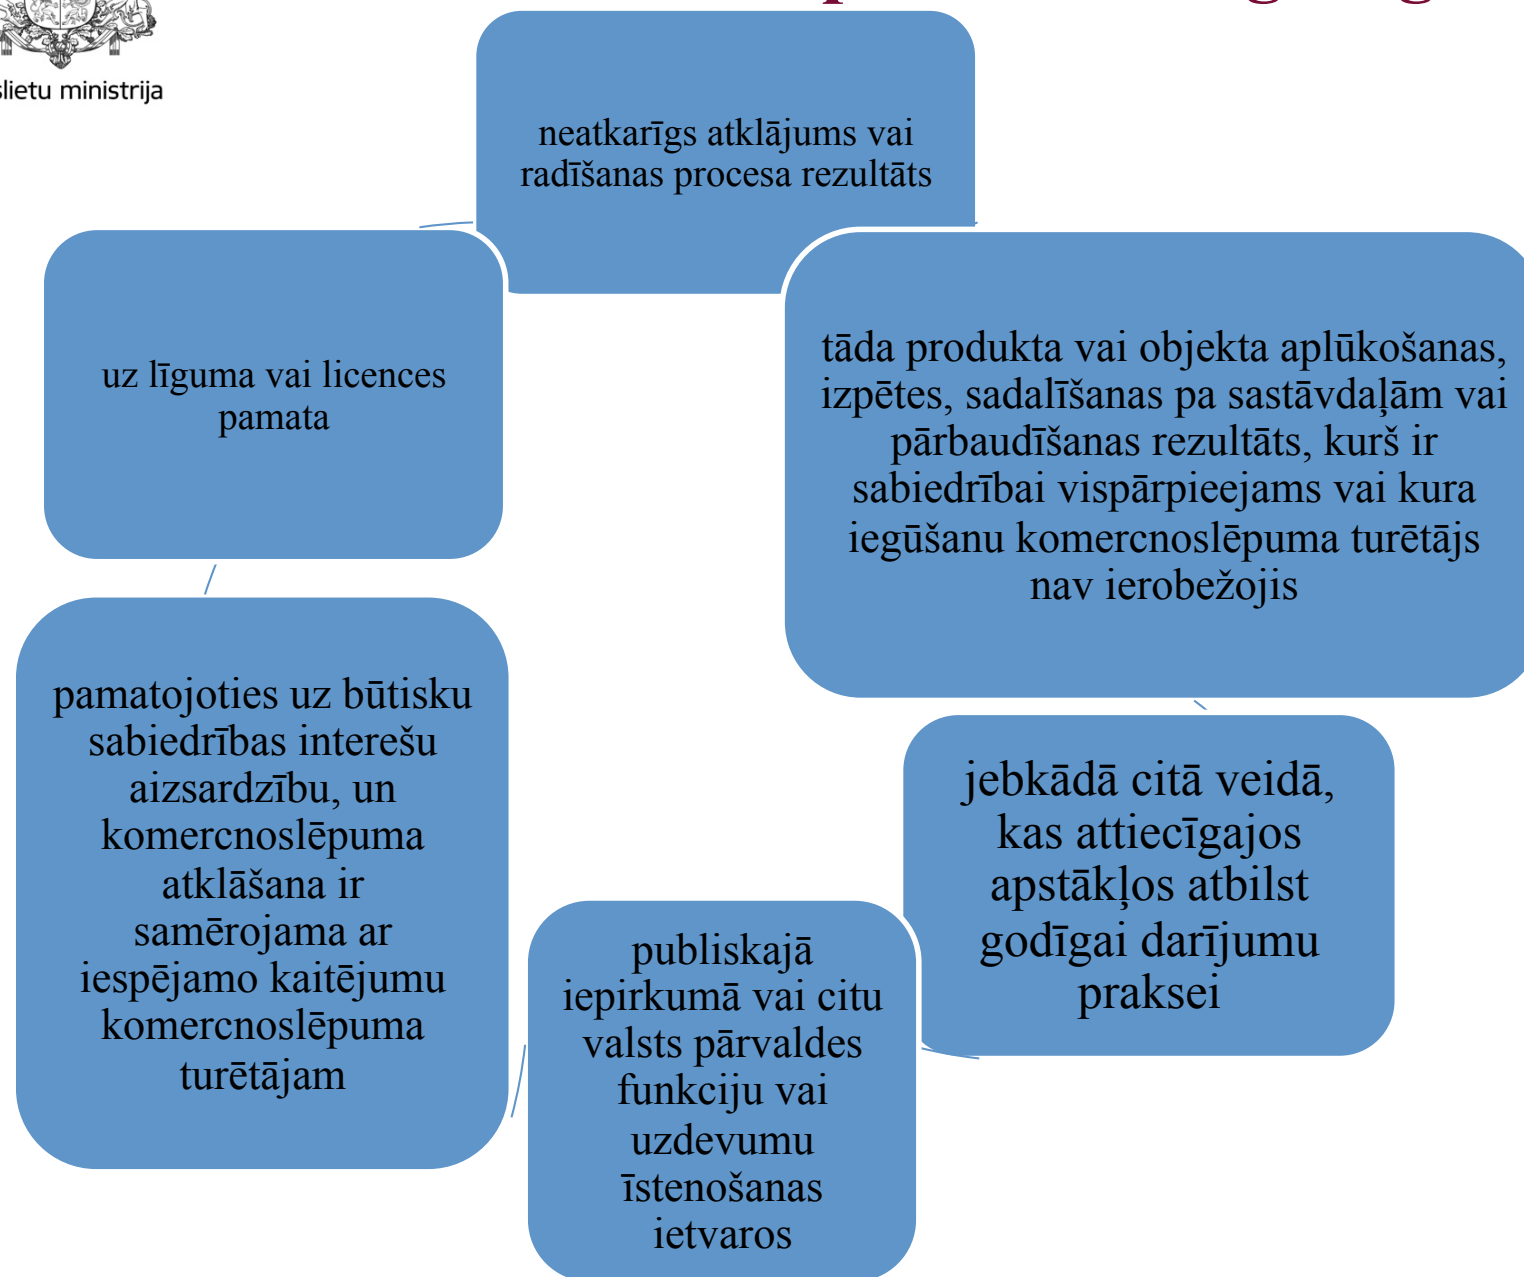 ministrija
neatkarīgs atklājums vai
radīšanas procesa rezultāts
tāda produkta vai objekta aplūkošanas,
izpētes, sadalīšanas pa sastāvdaļām vai
pārbaudīšanas rezultāts, kurš ir
sabiedrībai vispārpieejams vai kura
iegūšanu komercnoslēpuma turētājs
nav ierobežojis
jebkādā citā veidā,
kas attiecīgajos
apstākļos atbilst
godīgai darījumu
praksei
publiskajā
iepirkumā vai citu
valsts pārvaldes
funkciju vai
uzdevumu
īstenošanas
ietvaros
pamatojoties uz būtisku
sabiedrības interešu
aizsardzību, un
komercnoslēpuma
atklāšana ir
samērojama ar
iespējamo kaitējumu
komercnoslēpuma
turētājam
uz līguma vai licences
pamata